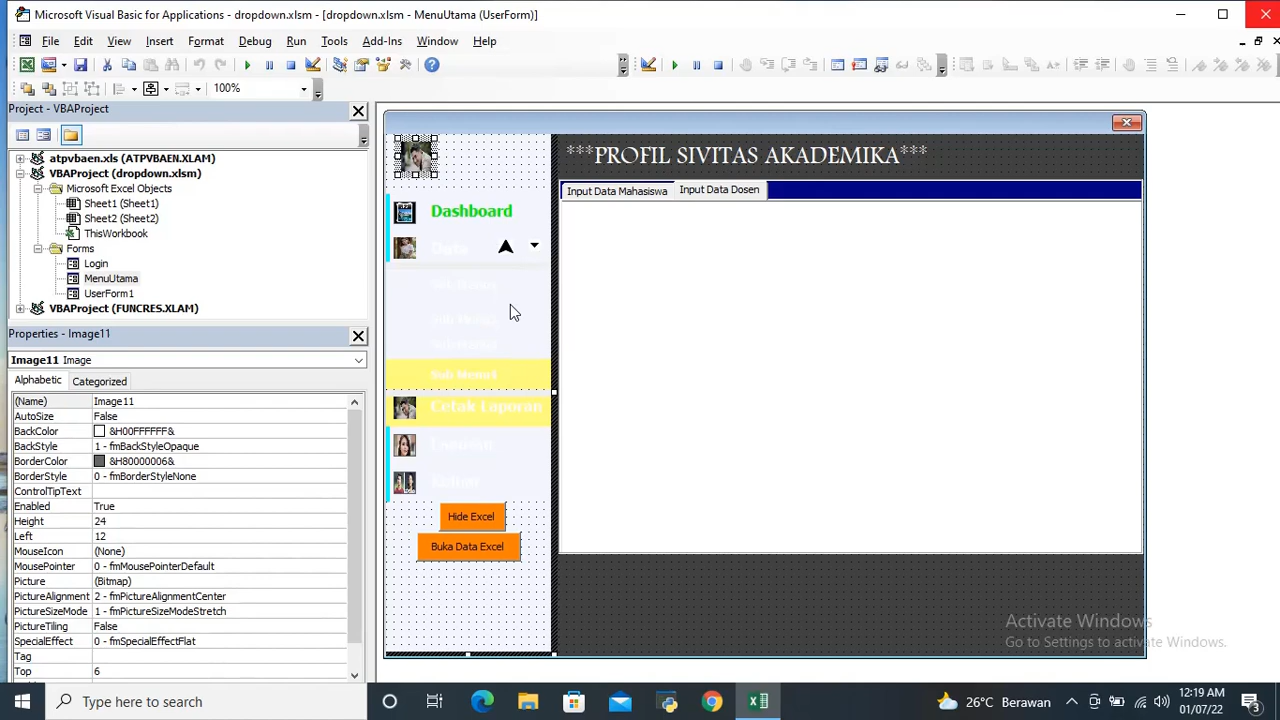 Microsoft Visual Basic for Applications - dropdown.xlsm - [dropdown.xlsm - MenuUtama (UserForm)]
File Edit View Insert Format Debug Run Tools Add-Ins Window Help
100%
Project - VBAProject
atpvbaen.xls (ATPVBAEN.XLAM)
VBAProject (dropdown.xlsm)
Microsoft Excel Objects
Sheet1 (Sheet1)
Sheet2 (Sheet2)
ThisWorkbook
Forms
Login
MenuUtama
UserForm1
VBAProject (FUNCRES.XLAM)
Properties - Image11
Image11 Image
Alphabetic Categorized
(Name) Image11
AutoSize False
BackColor &H00FFFFFF&
BackStyle 1 - fmBackStyleOpaque
BorderColor &H80000006&
BorderStyle 0 - fmBorderStyleNone
ControlTipText
Enabled True
Height 24
Left 12
MouseIcon (None)
MousePointer 0 - fmMousePointerDefault
Picture (Bitmap)
PictureAlignment 2 - fmPictureAlignmentCenter
PictureSizeMode 1 - fmPictureSizeModeStretch
PictureTiling False
SpecialEffect 0 - fmSpecialEffectFlat
Tag
Top 6
***PROFIL SIVITAS AKADEMIKA***
Input Data Mahasiswa Input Data Dosen
Dashboard
Cetak Laporan
Hide Excel
Buka Data Excel
Activate Windows
Go to Settings to activate Windows.
Type here to search
26°C Berawan
12:19 AM
01/07/22
3